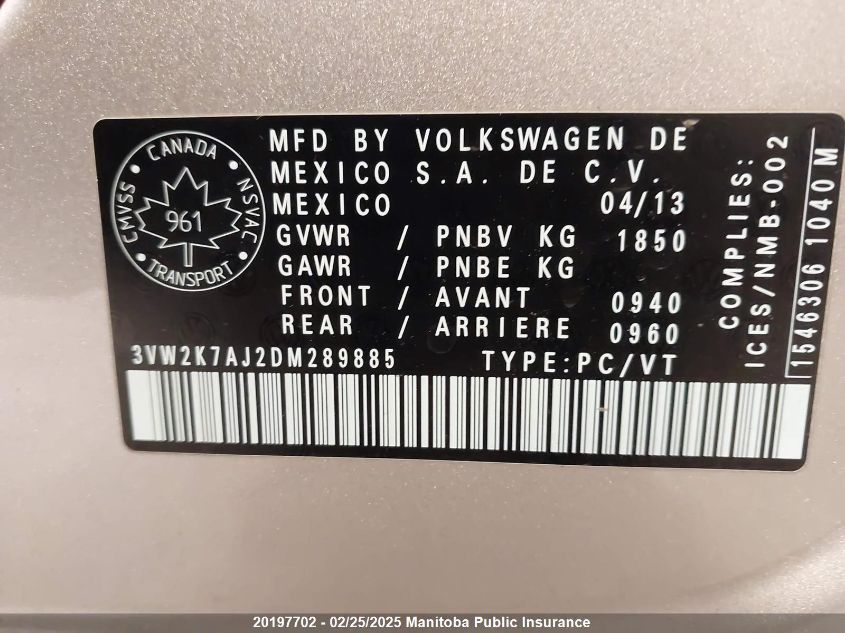 CANADA
CMVSS
NSVAC
961
TRANSPORT
MFD BY VOLKSWAGEN DE
MEXICO S.A. DE C.V.
MEXICO 04/13
GVWR / PNBV KG 1850
GAWR / PNBE KG
FRONT / AVANT 0940
REAR / ARRIERE 0960
3VW2K7AJ2DM289885 TYPE:PC/VT
COMPLIES:
ICES/NMB-002
1546306 1040 M
20197702 - 02/25/2025 Manitoba Public Insurance